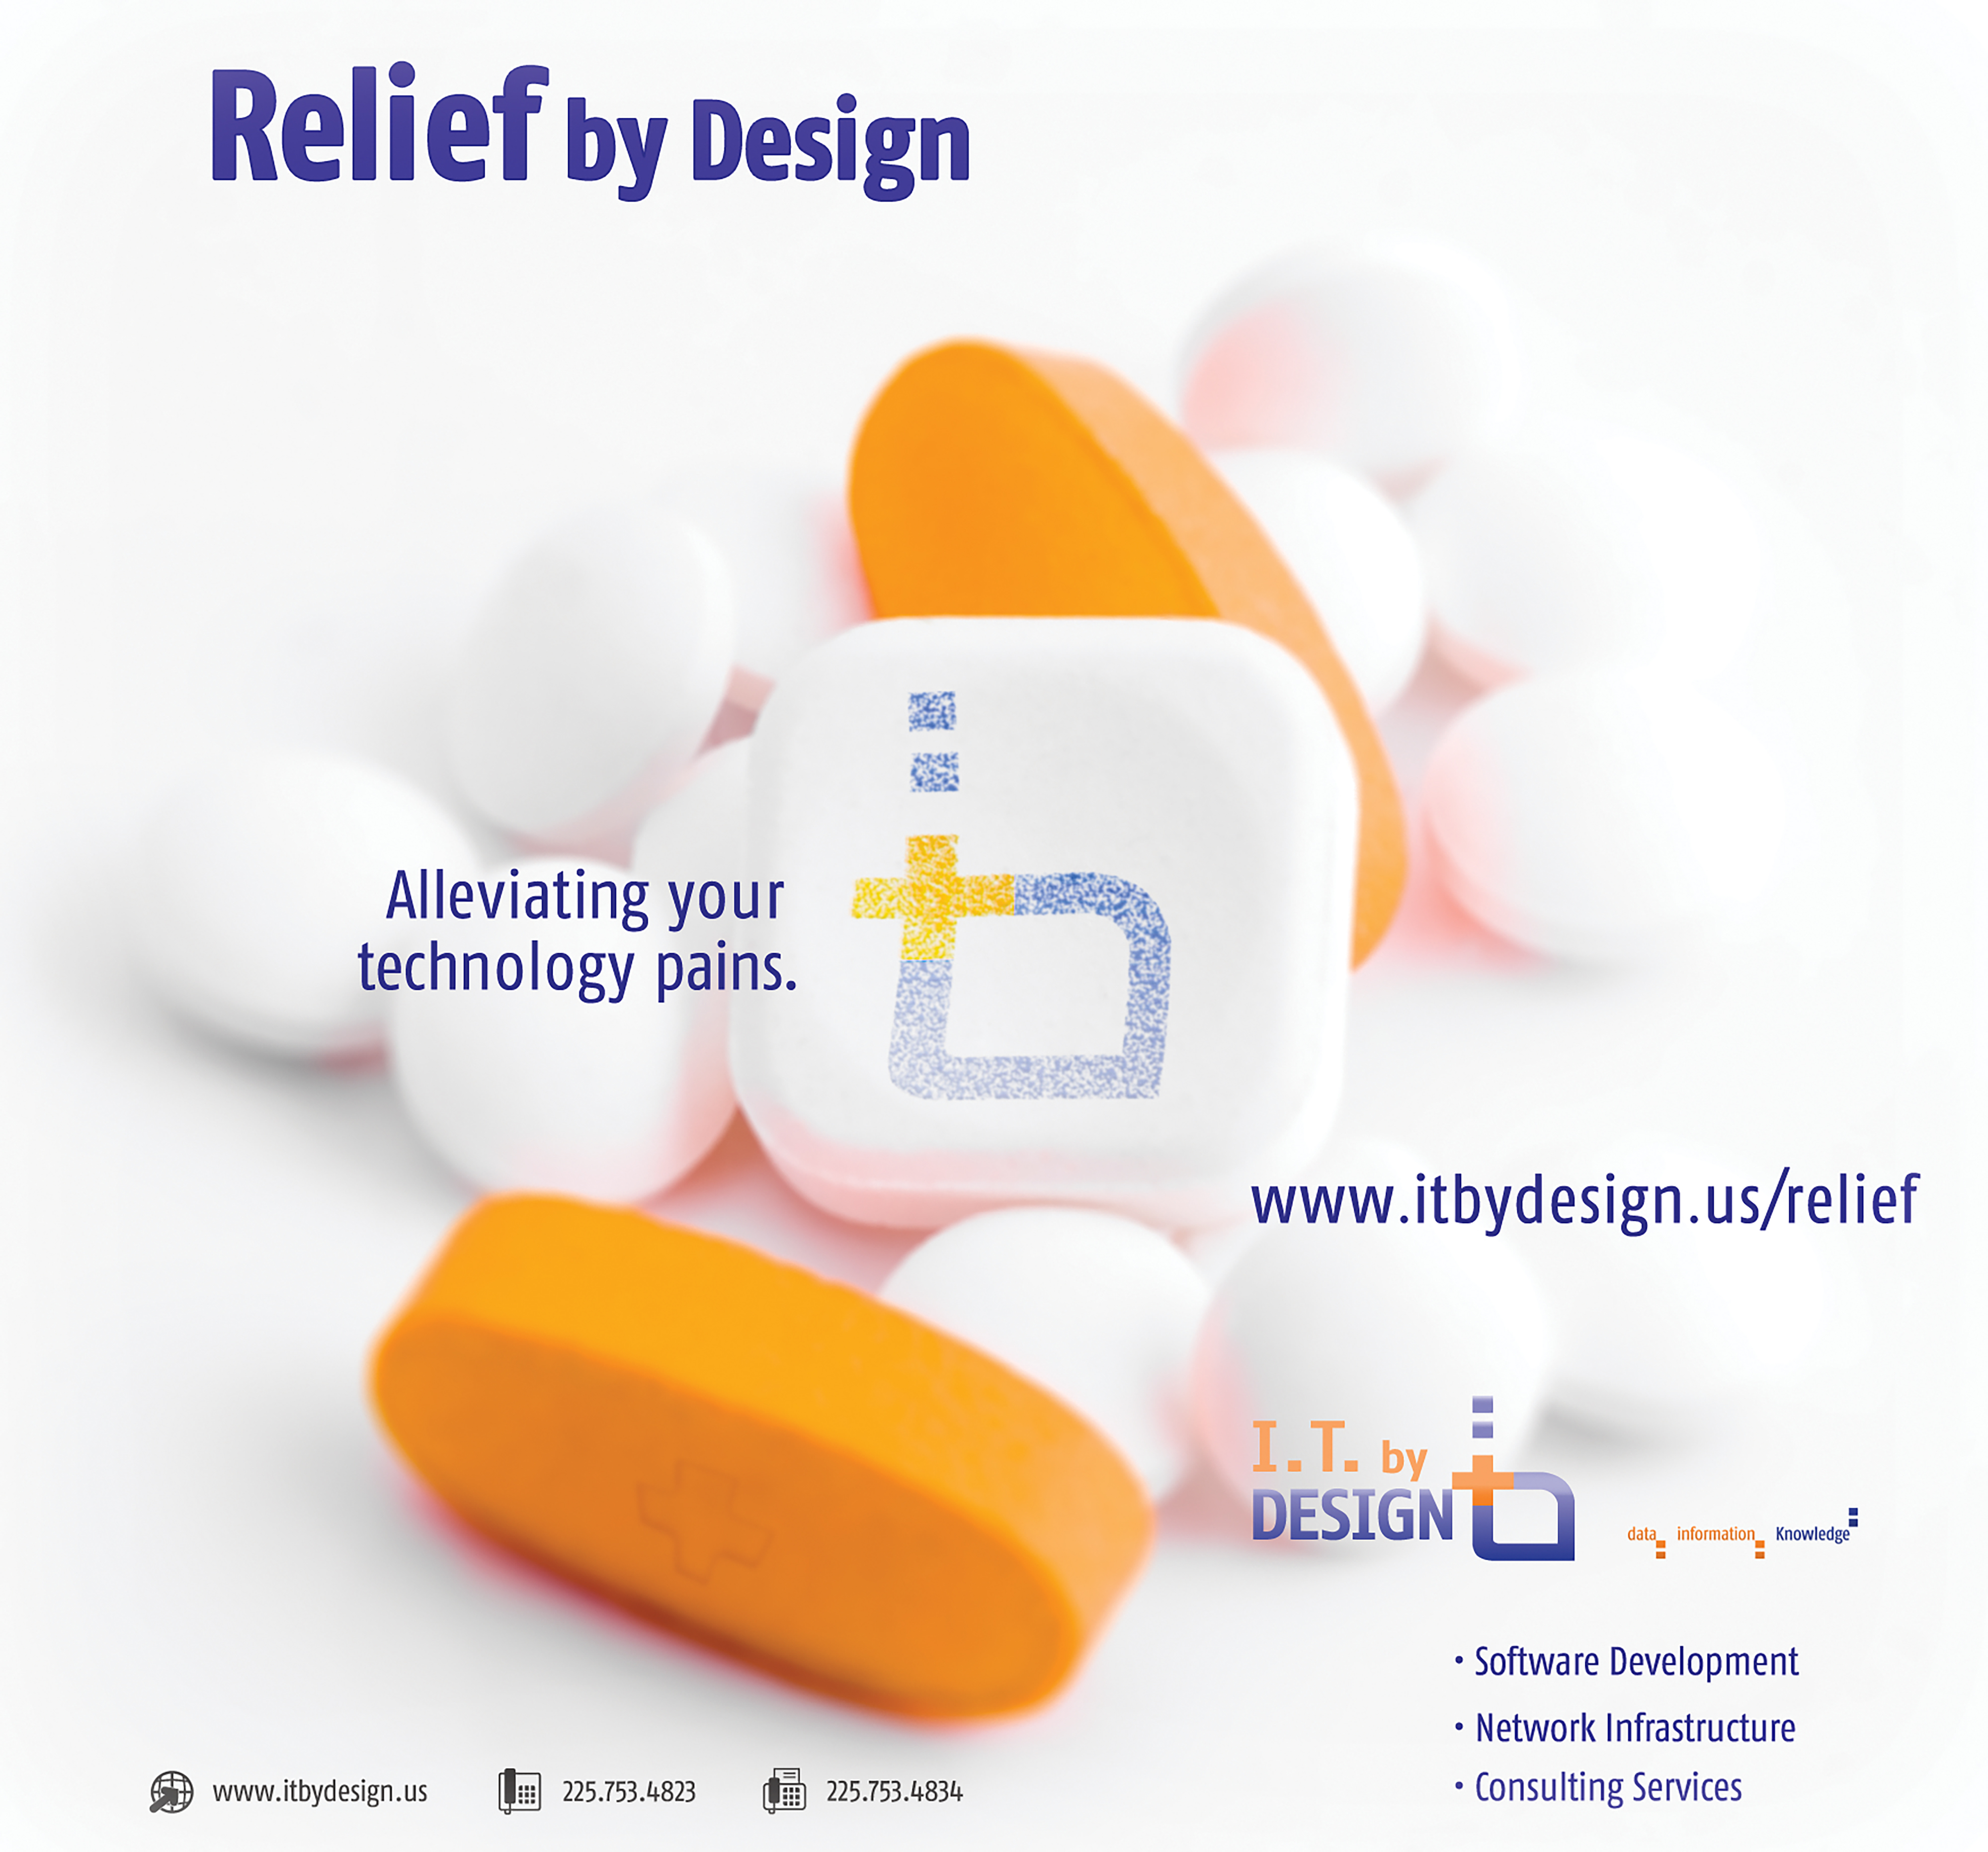 Relief by Design
Alleviating your
technology pains.
www.itbydesign.us/relief
I.T. by
DESIGN
data information Knowledge
• Software Development
• Network Infrastructure
• Consulting Services
www.itbydesign.us 225.753.4823 225.753.4834